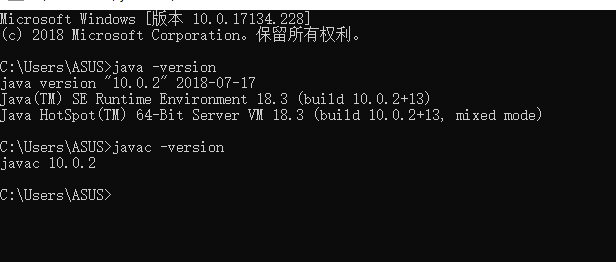 Microsoft Windows [版本 10.0.17134.228]
(c) 2018 Microsoft Corporation。保留所有权利。
C:\Users\ASUS>java -version
java version "10.0.2" 2018-07-17
Java(TM) SE Runtime Environment 18.3 (build 10.0.2+13)
Java HotSpot(TM) 64-Bit Server VM 18.3 (build 10.0.2+13, mixed mode)
C:\Users\ASUS>javac -version
javac 10.0.2
C:\Users\ASUS>